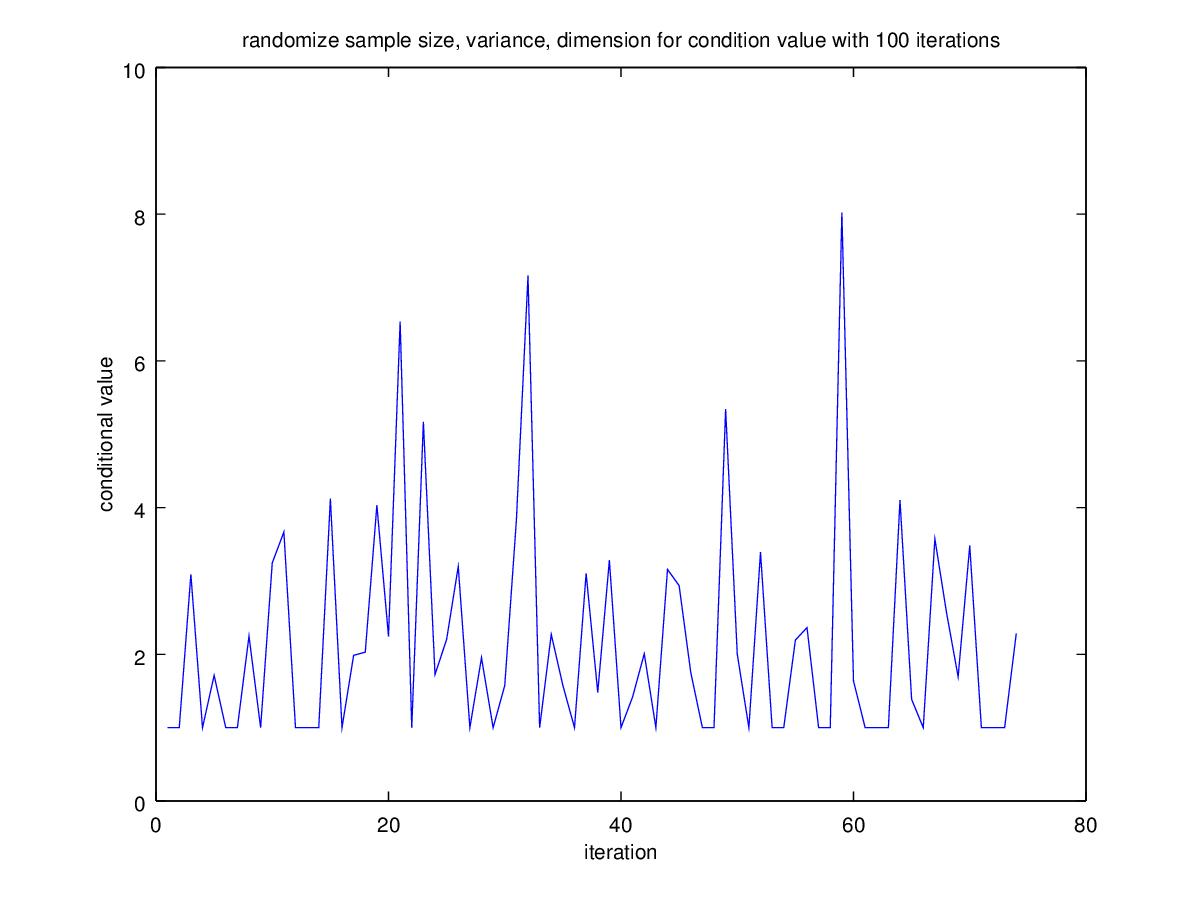 randomize sample size, variance, dimension for condition value with 100 iterations
10
8
6
4
2
0
conditional value
0 20 40 60 80
iteration